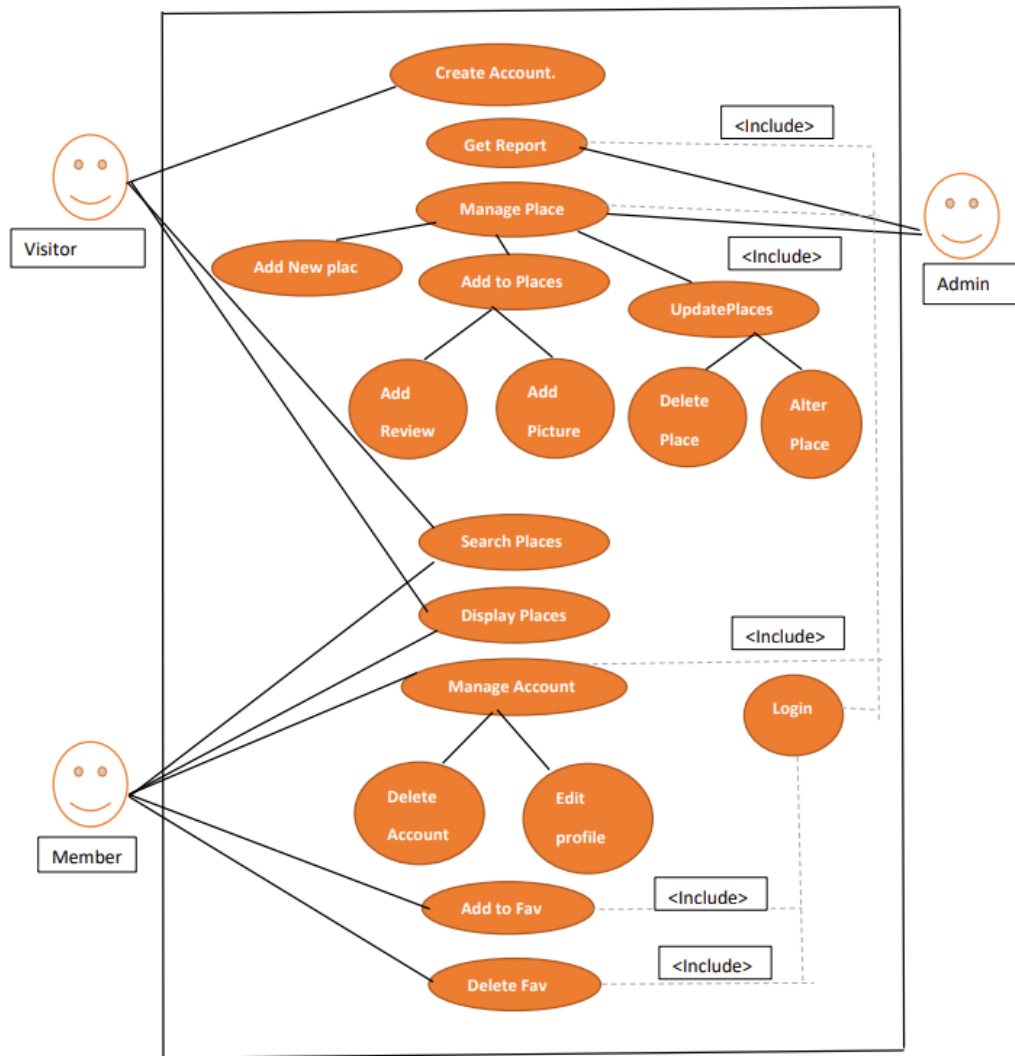 Create Account.
<Include>
Get Report
Manage Place
Visitor
<Include>
Add New plac
Add to Places
Admin
UpdatePlaces
Add
Review
Add
Picture
Delete
Place
Alter
Place
Search Places
Display Places
<Include>
Manage Account
Login
Delete
Account
Edit
profile
Member
<Include>
Add to Fav
<Include>
Delete Fav